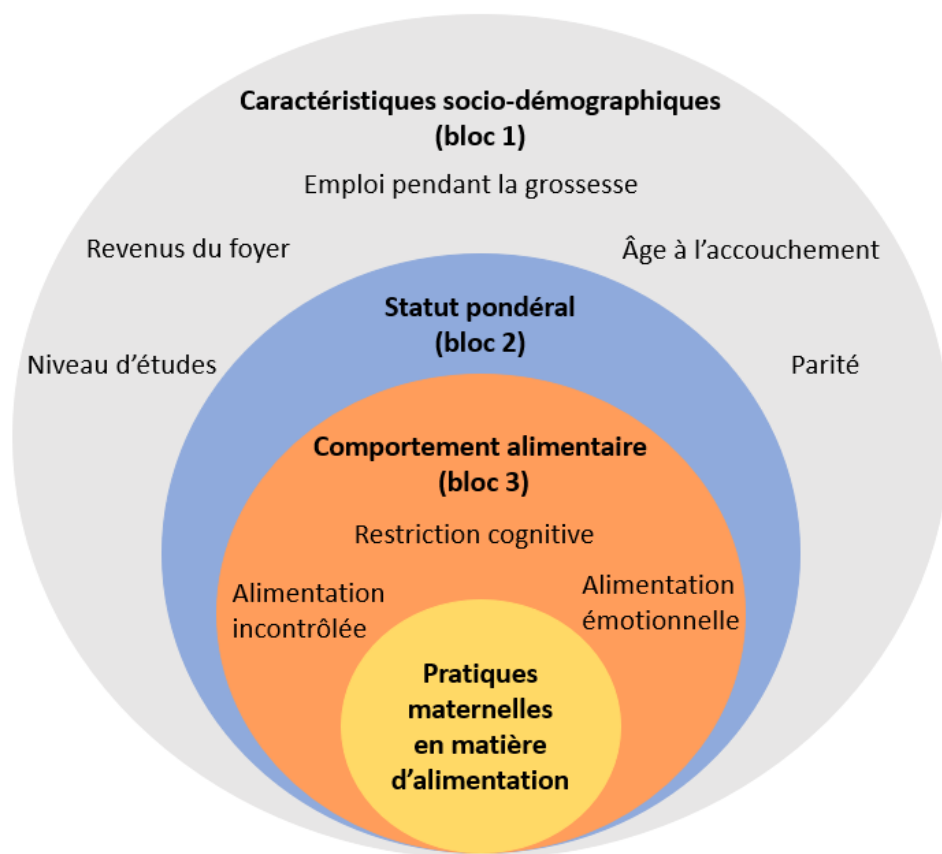 Caractéristiques socio-démographiques
(bloc 1)
Emploi pendant la grossesse
Revenus du foyer
Âge à l’accouchement
Niveau d’études
Parité
Statut pondéral
(bloc 2)
Comportement alimentaire
(bloc 3)
Restriction cognitive
Alimentation
incontrôlée
Alimentation
émotionnelle
Pratiques
maternelles
en matière
d’alimentation